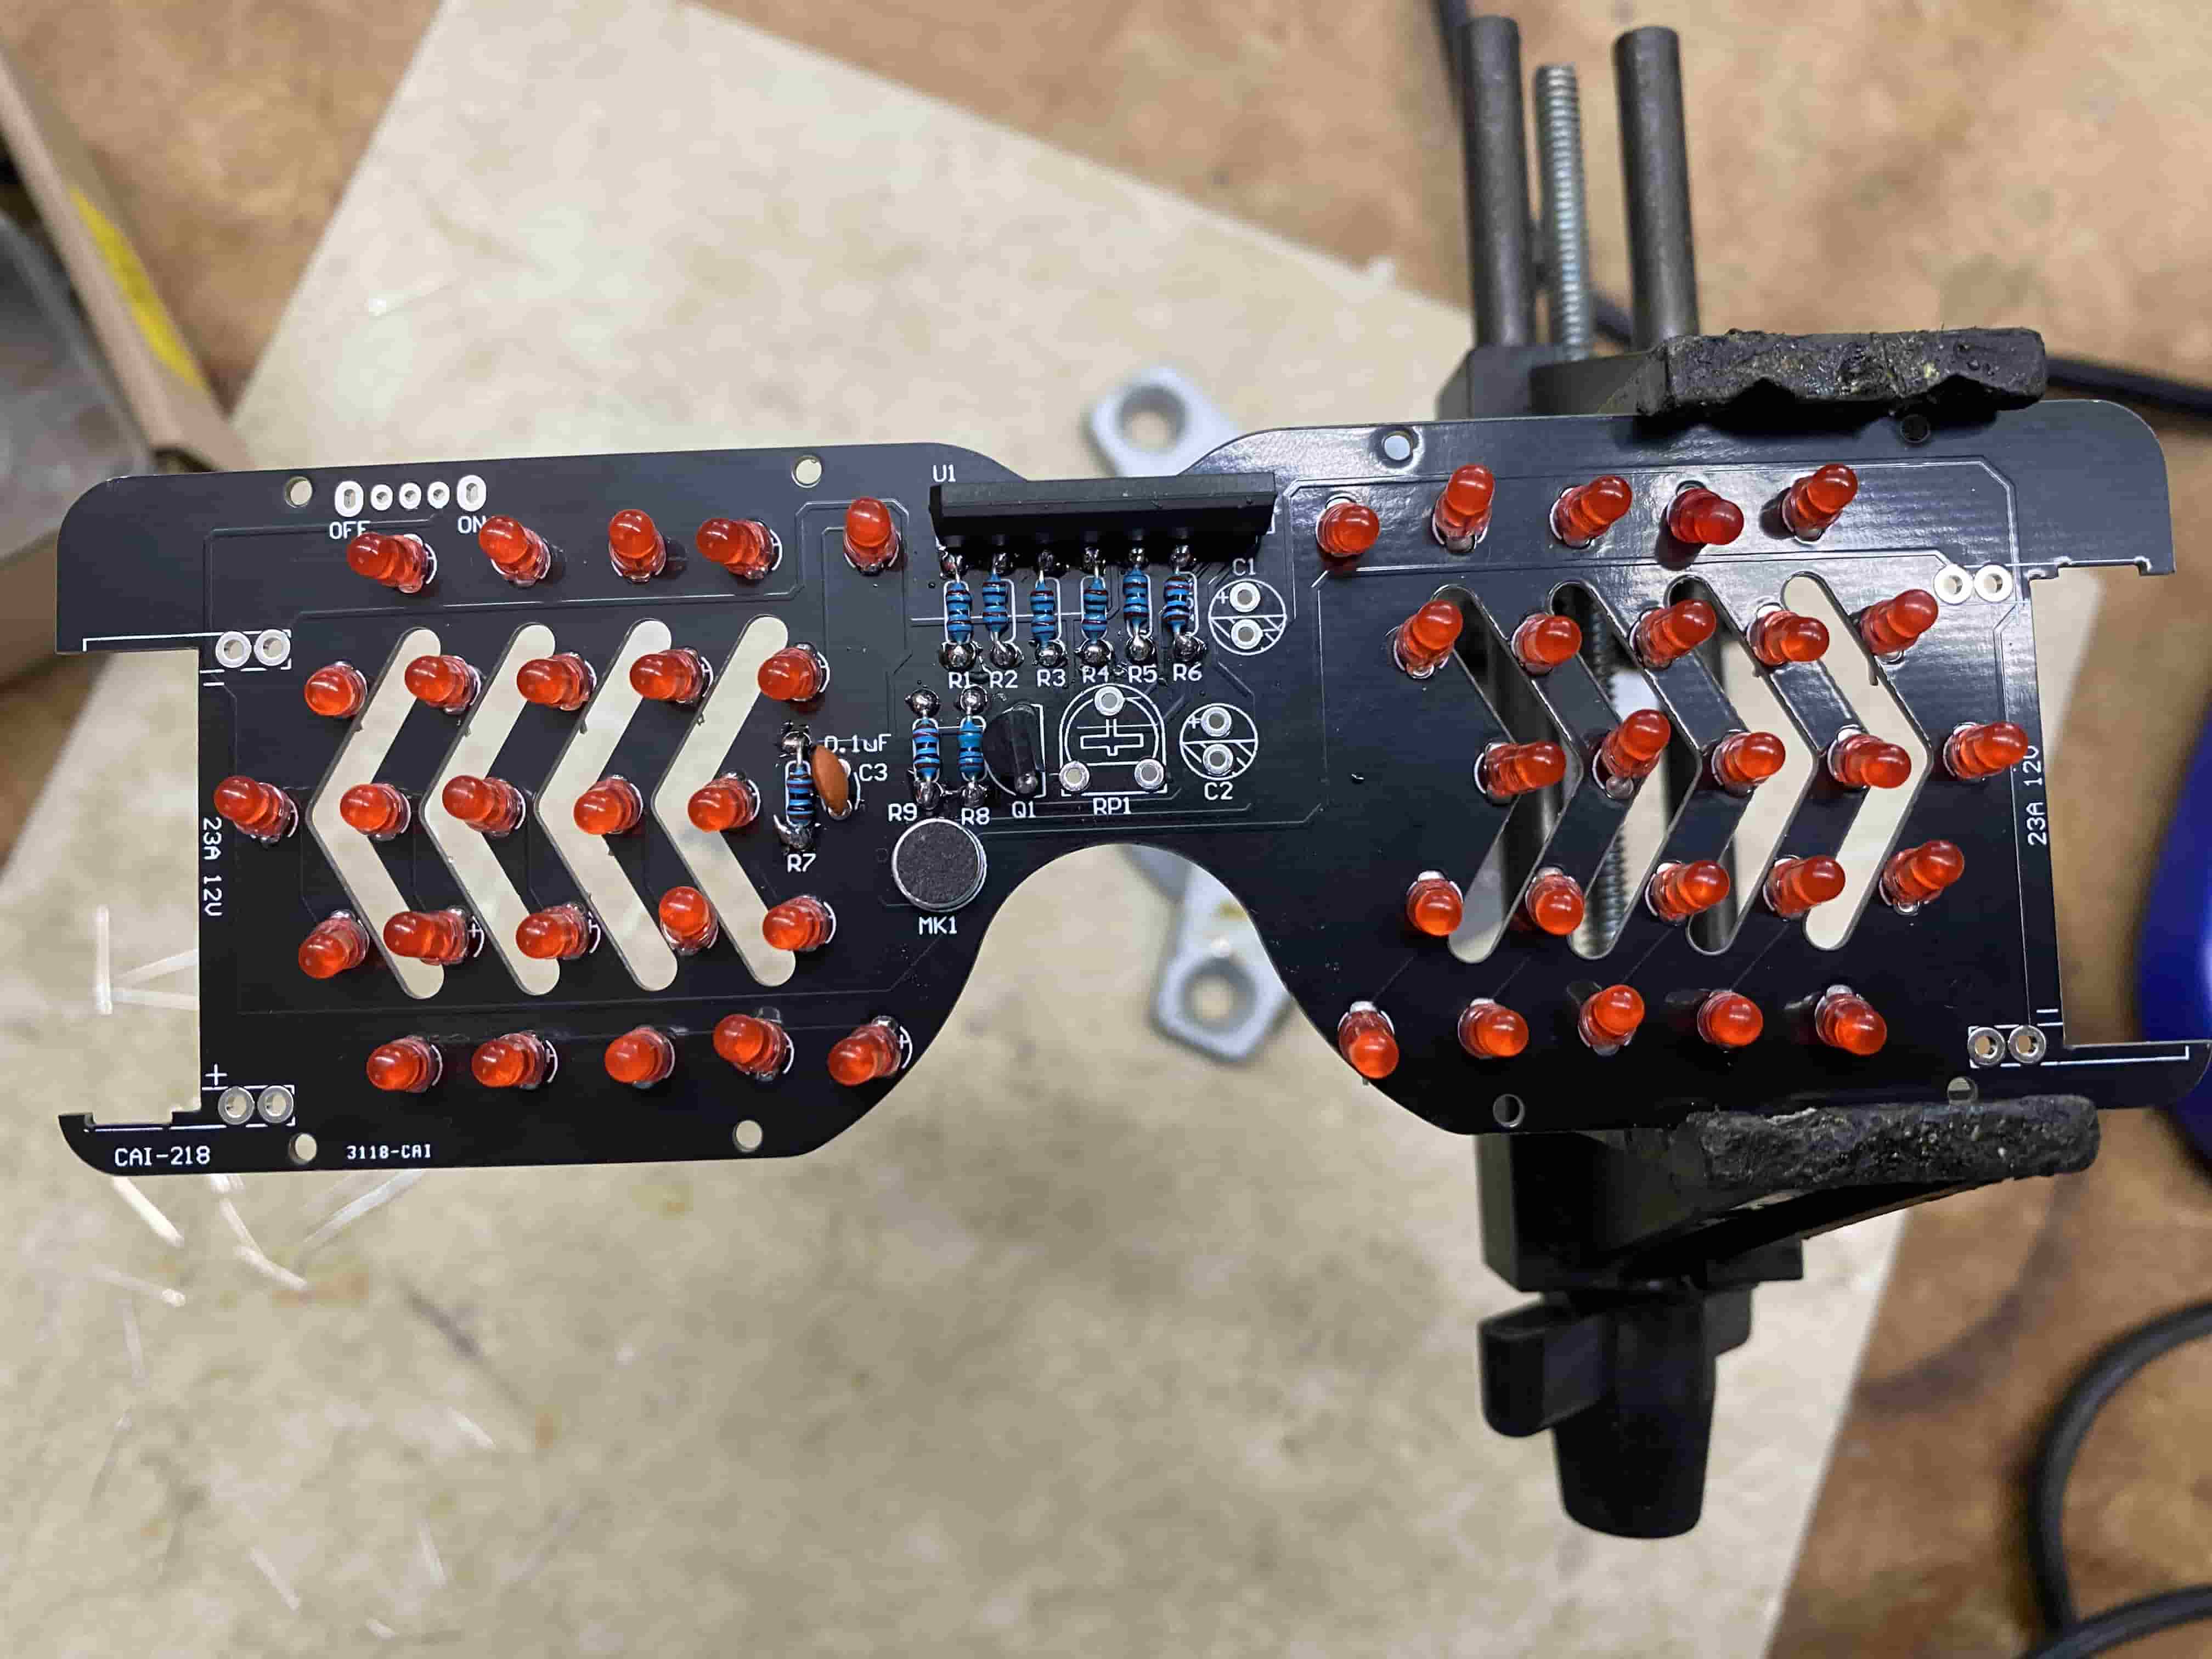 U1
OFF ON
C1
+
R1 R2 R3 R4 R5 R6
0.1uF
C3
+
C2
R9 R8 Q1 RP1
R7
MK1
23A 12V
23A 12V
+
CAI-218
3118-CAI